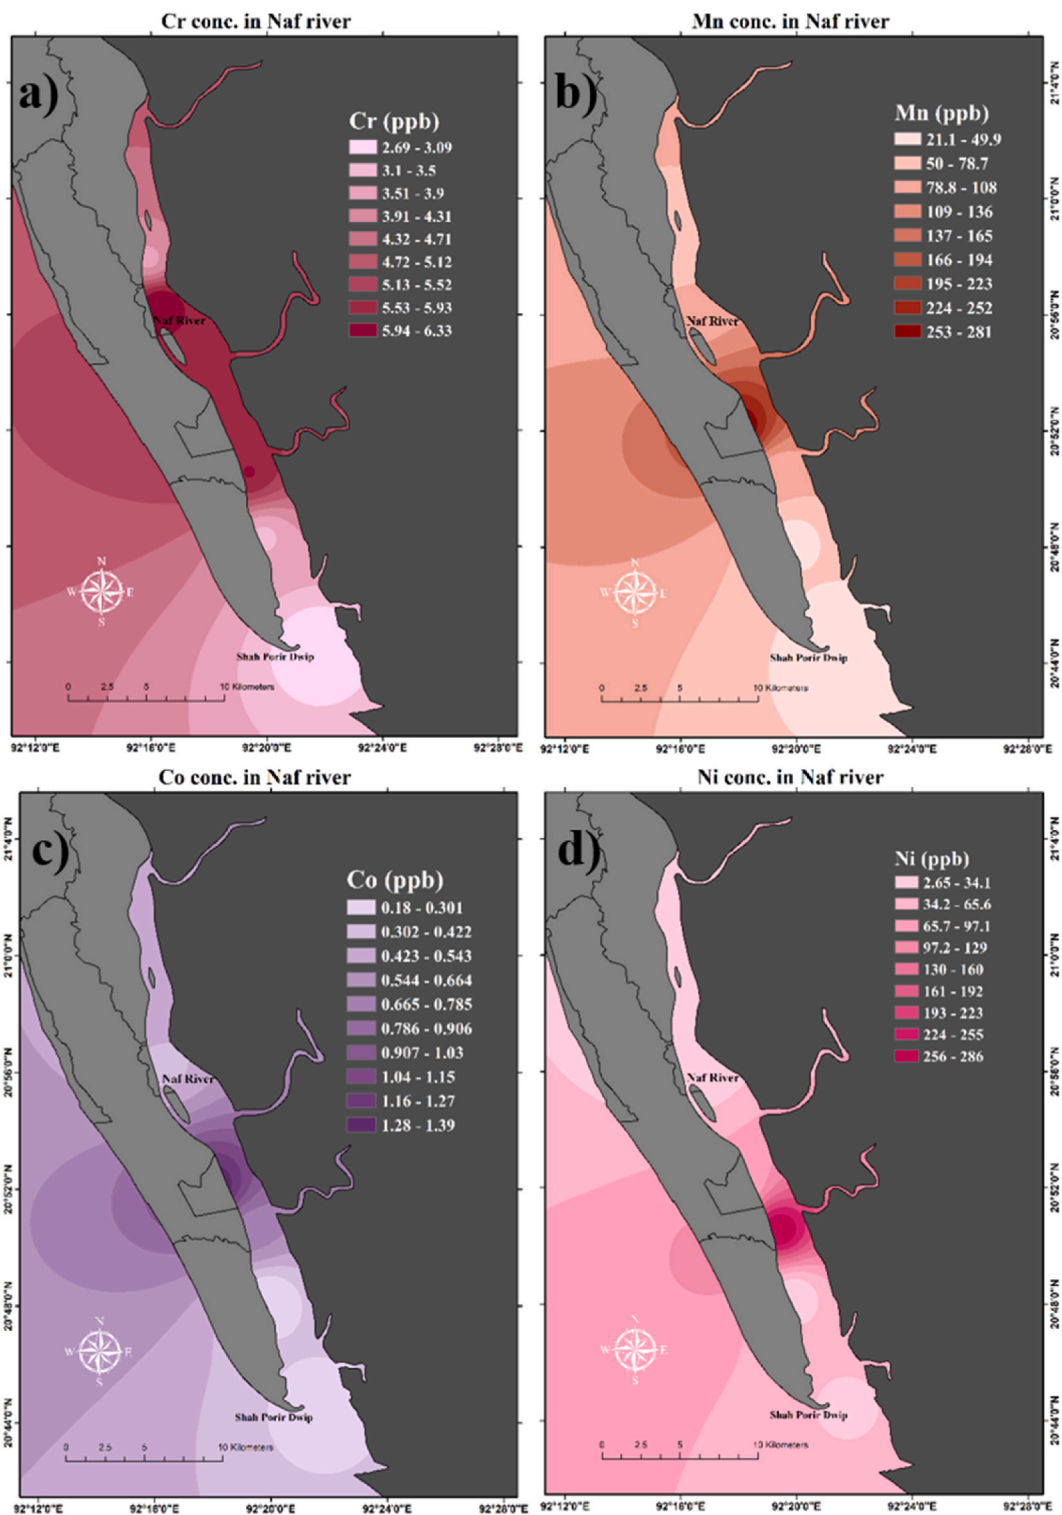 Cr conc. in Naf river
a)
Cr (ppb)
2.69 - 3.09
3.1 - 3.5
3.51 - 3.9
3.91 - 4.31
4.32 - 4.71
4.72 - 5.12
5.13 - 5.52
5.53 - 5.93
5.94 - 6.33
Naf River
N
W E
S
Shah Porir Dwip
0 2.5 5 10 Kilometers
92°12'0"E 92°16'0"E 92°20'0"E 92°24'0"E 92°28'0"E
Mn conc. in Naf river
b)
Mn (ppb)
21.1 - 49.9
50 - 78.7
78.8 - 108
109 - 136
137 - 165
166 - 194
195 - 223
224 - 252
253 - 281
Naf River
N
W E
S
Shah Porir Dwip
0 2.5 5 10 Kilometers
21°4'0"N
21°0'0"N
20°56'0"N
20°52'0"N
20°48'0"N
20°44'0"N
92°12'0"E 92°16'0"E 92°20'0"E 92°24'0"E 92°28'0"E
Co conc. in Naf river
c)
Co (ppb)
0.18 - 0.301
0.302 - 0.422
0.423 - 0.543
0.544 - 0.664
0.665 - 0.785
0.786 - 0.906
0.907 - 1.03
1.04 - 1.15
1.16 - 1.27
1.28 - 1.39
Naf River
N
W E
S
Shah Porir Dwip
0 2.5 5 10 Kilometers
21°4'0"N
21°0'0"N
20°56'0"N
20°52'0"N
20°48'0"N
20°44'0"N
92°12'0"E 92°16'0"E 92°20'0"E 92°24'0"E 92°28'0"E
Ni conc. in Naf river
d)
Ni (ppb)
2.65 - 34.1
34.2 - 65.6
65.7 - 97.1
97.2 - 129
130 - 160
161 - 192
193 - 223
224 - 255
256 - 286
Naf River
N
W E
S
Shah Porir Dwip
0 2.5 5 10 Kilometers
21°4'0"N
21°0'0"N
20°56'0"N
20°52'0"N
20°48'0"N
20°44'0"N
92°12'0"E 92°16'0"E 92°20'0"E 92°24'0"E 92°28'0"E